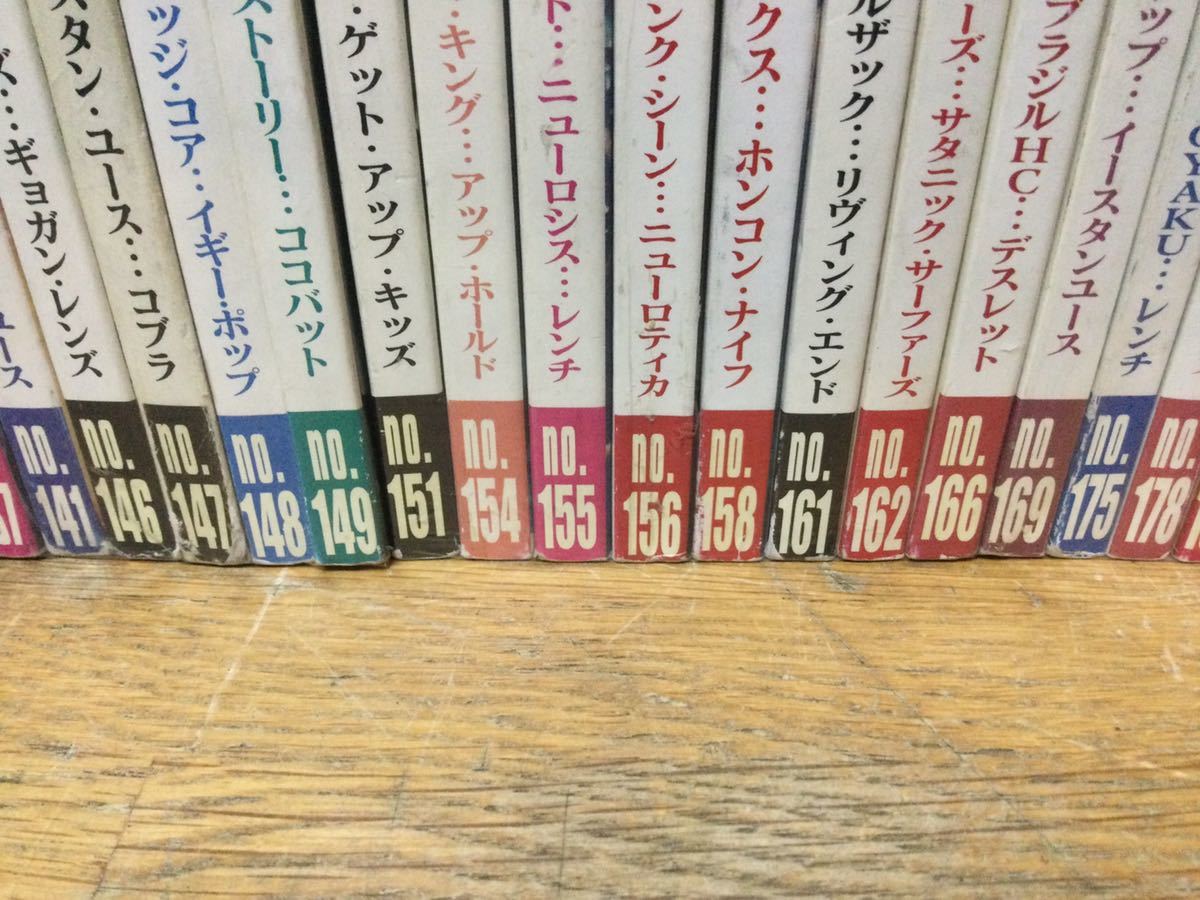 ュース
ズ…ギョガン・レンズ
no.
141
スタン・ユース…コブラ
no.
146
no.
147
ッジ・コア…イギー・ポップ
no.
148
ストーリー…ココバット
no.
149
・ゲット・アップ・キッズ
no.
151
・キング…アップ・ホールド
no.
154
ト…ニューロシス…レンチ
no.
155
ンク・シーン…ニューロティカ
no.
156
クス…ホンコン・ナイフ
no.
158
ルザック…リヴィング・エンド
no.
161
ーズ…サタニック・サーファーズ
no.
162
ブラジルHC…デスレット
no.
166
no.
169
ップ…イースタンユース
no.
175
OYAKU…レンチ
no.
178